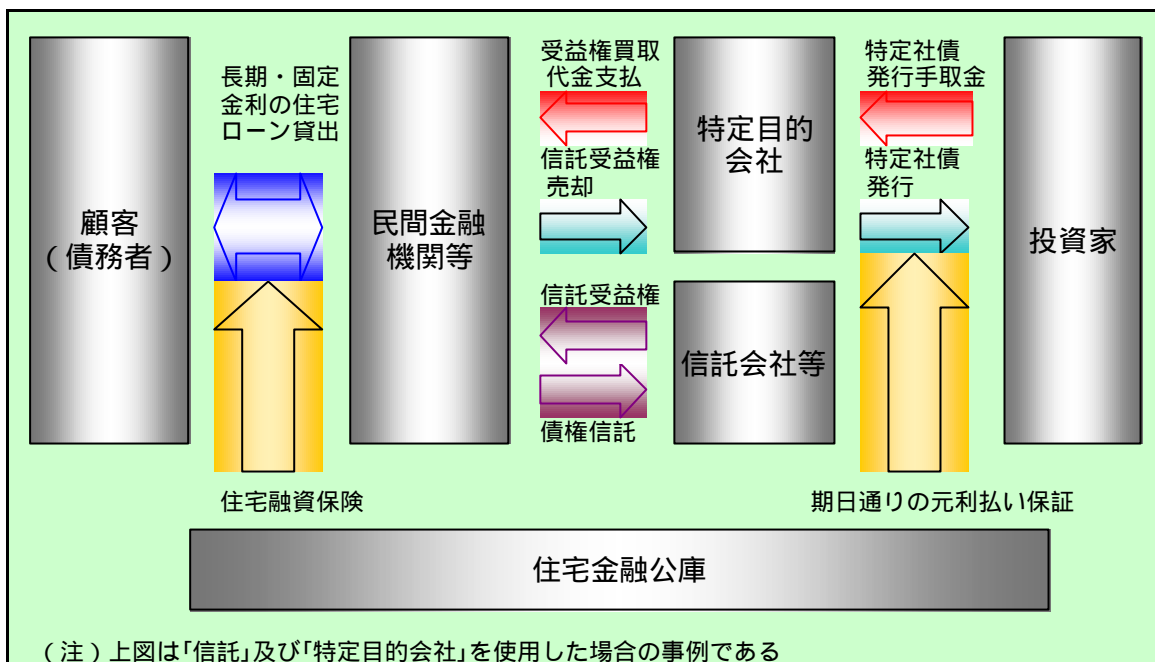 顧客
（債務者）
長期・固定
金利の住宅
ローン貸出
民間金融
機関等
受益権買取
代金支払
信託受益権
売却
信託受益権
債権信託
特定目的
会社
信託会社等
特定社債
発行手取金
特定社債
発行
投資家
住宅融資保険
期日通りの元利払い保証
住宅金融公庫
（注）上図は「信託」及び「特定目的会社」を使用した場合の事例である